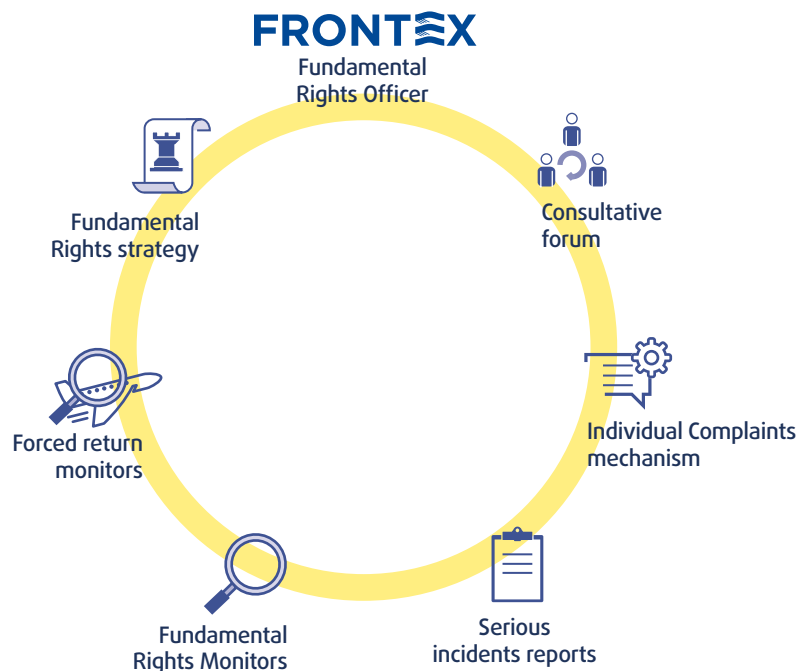 FRONTEX
Fundamental
Rights Officer
Consultative
forum
Individual Complaints
mechanism
Serious
incidents reports
Fundamental
Rights Monitors
Forced return
monitors
Fundamental
Rights strategy